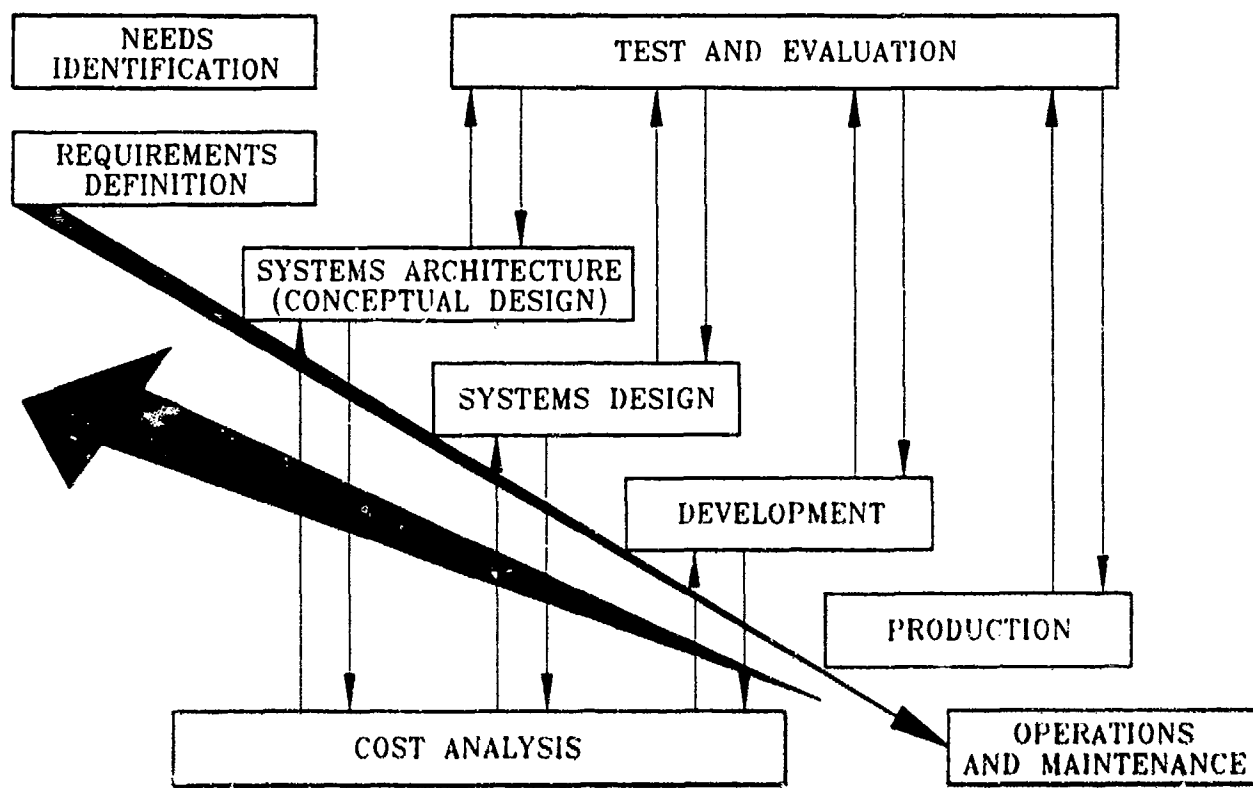 NEEDS
IDENTIFICATION
TEST AND EVALUATION
REQUIREMENTS
DEFINITION
SYSTEMS ARCHITECTURE
(CONCEPTUAL DESIGN)
SYSTEMS DESIGN
DEVELOPMENT
PRODUCTION
COST ANALYSIS
OPERATIONS
AND MAINTENANCE